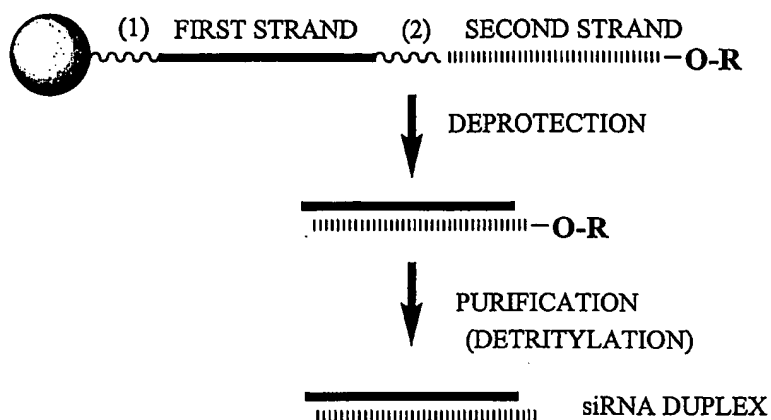 (1) FIRST STRAND (2) SECOND STRAND
-O-R
DEPROTECTION
-O-R
PURIFICATION
(DETRITYLATION)
siRNA DUPLEX